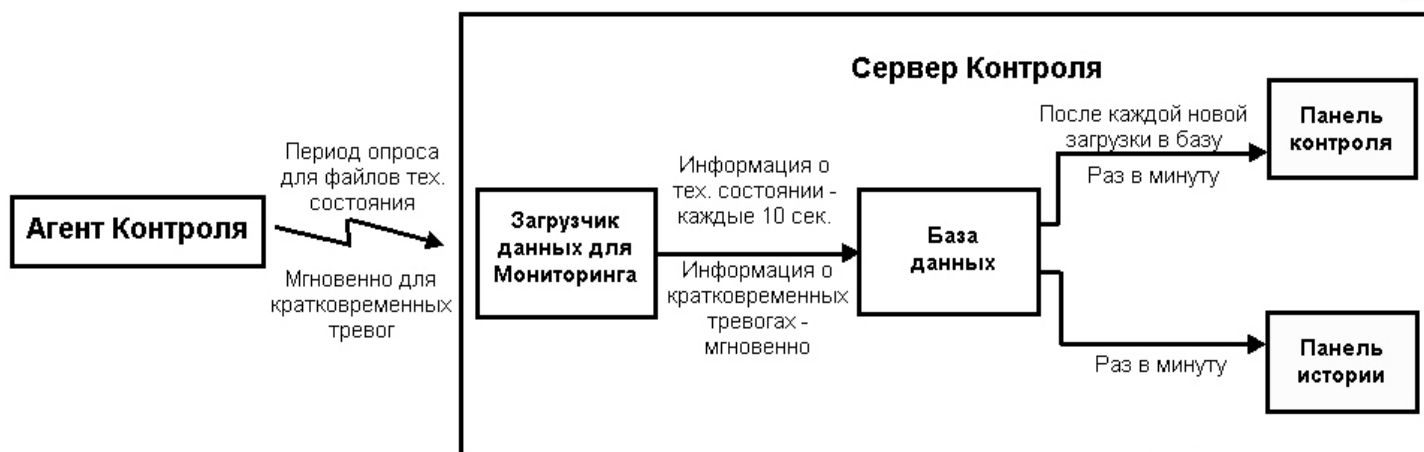 Сервер Контроля
Агент Контроля
Период опроса
для файлов тех.
состояния
Мгновенно для
кратковременных
тревог
Загрузчик
данных для
Мониторинга
Информация о
тех. состоянии -
каждые 10 сек.
Информация о
кратковременных
тревогах -
мгновенно
База
данных
После каждой новой
загрузки в базу
Раз в минуту
Панель
контроля
Раз в минуту
Панель
истории